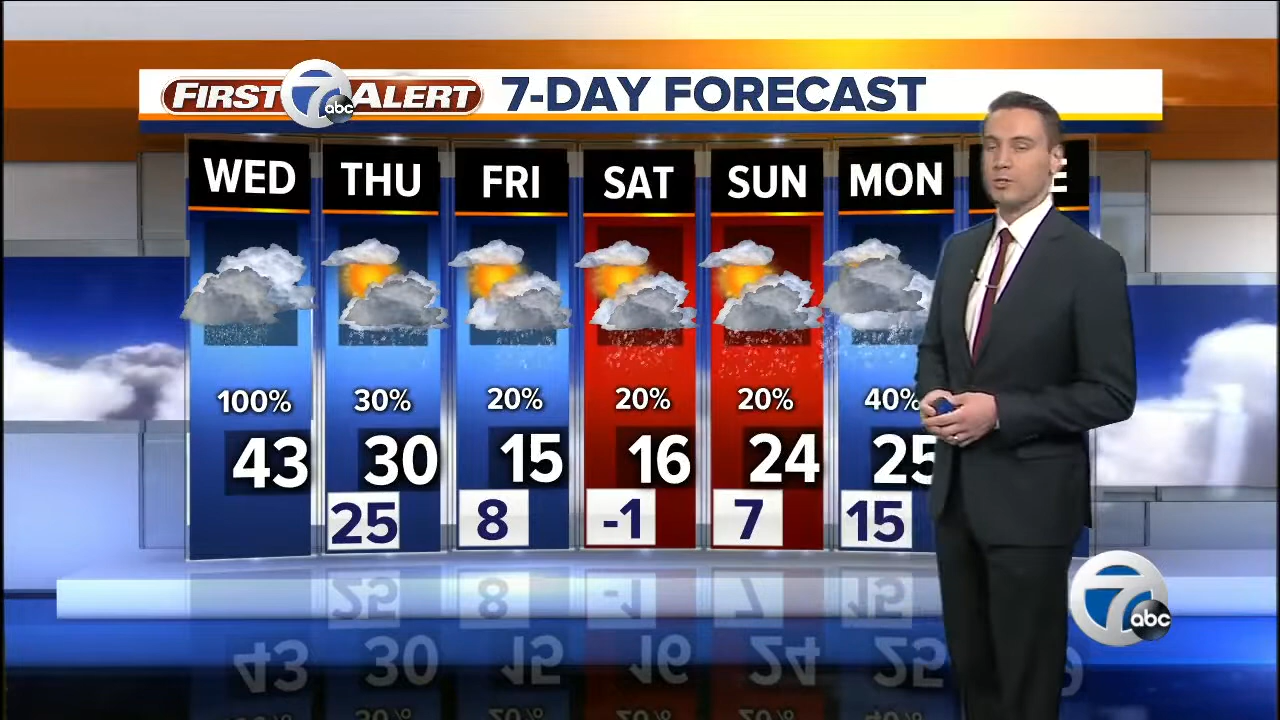 FIRST 7 abc ALERT 7-DAY FORECAST
WED THU FRI SAT SUN MON E
100% 30% 20% 20% 20% 40%
43 30 15 16 24 25
25 8 -1 7 15
7 abc